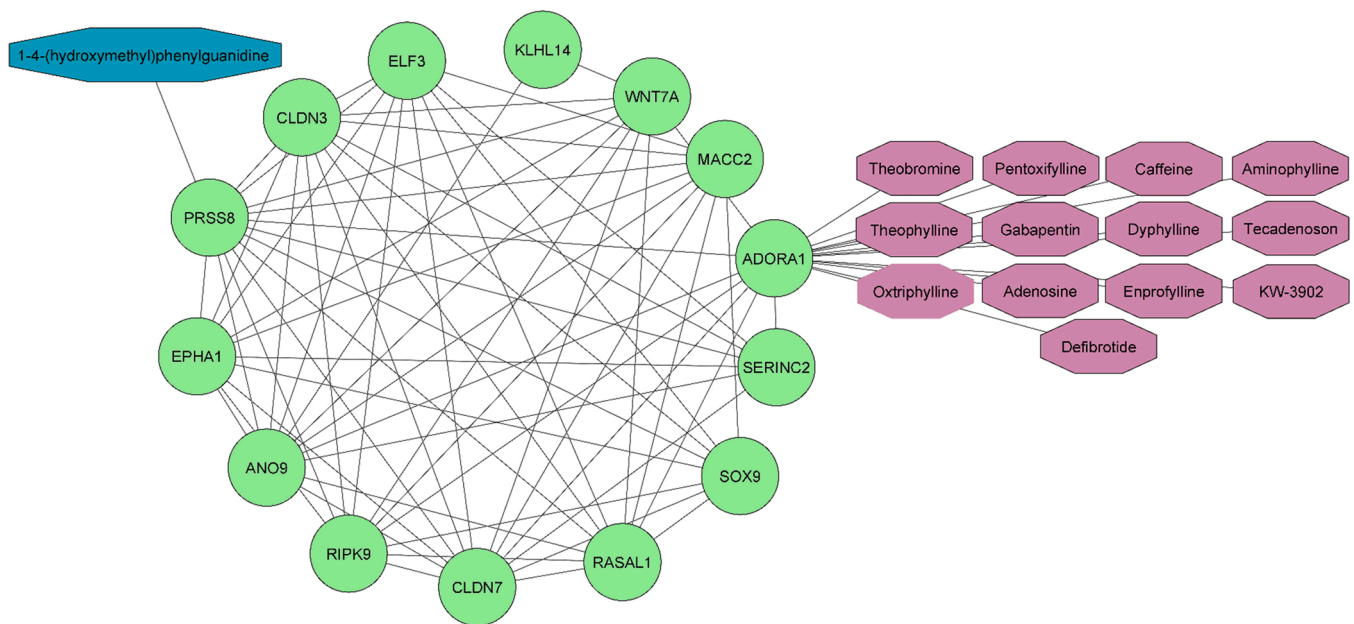 1-4-(hydroxymethyl)phenylguanidine
ELF3
KLHL14
WNT7A
CLDN3
MACC2
PRSS8
ADORA1
EPHA1
SERINC2
ANO9
SOX9
RIPK9
CLDN7
RASAL1
Theobromine
Pentoxifylline
Caffeine
Aminophylline
Theophylline
Gabapentin
Dyphylline
Tecadenoson
Oxtriphylline
Adenosine
Enprofylline
KW-3902
Defibrotide